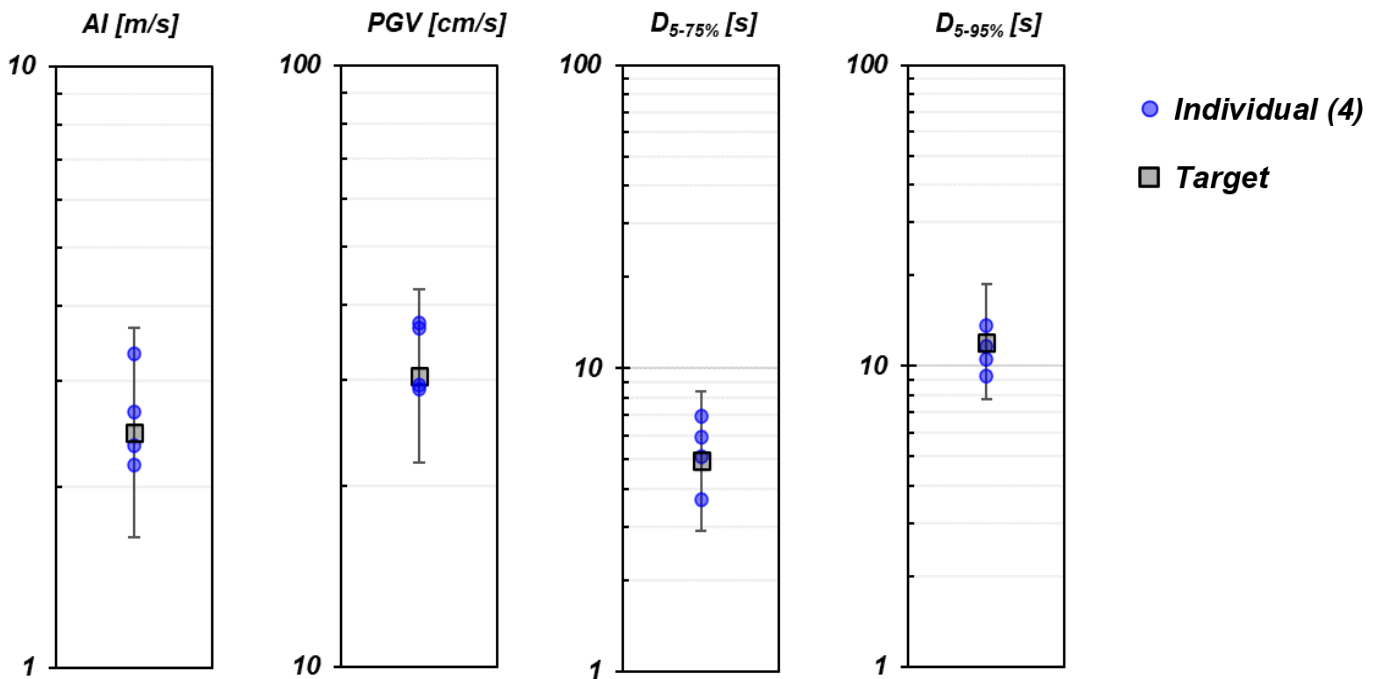 AI [m/s]
PGV [cm/s]
D5-75% [s]
D5-95% [s]
10
100
100
100
Individual (4)
Target
10
10
1
10
1
1